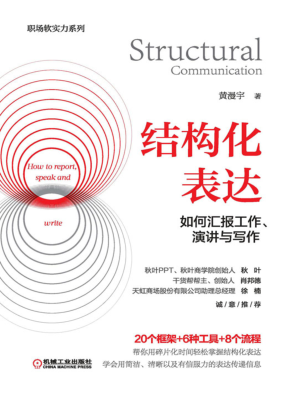 职场软实力系列
Structural
Communication
黄漫宇 著
结构化
表达
How to report,
speak and
write
如何汇报工作、
演讲与写作
秋叶PPT、秋叶商学院创始人 秋 叶
干货帮帮主、创始人 肖邦德
天虹商场股份有限公司助理总经理 徐 楠
诚/意/推/荐
20个框架+6种工具+8个流程
帮你用碎片化时间轻松掌握结构化表达
学会用简洁、清晰以及有信服力的表达传递信息
机械工业出版社
CHINA MACHINE PRESS